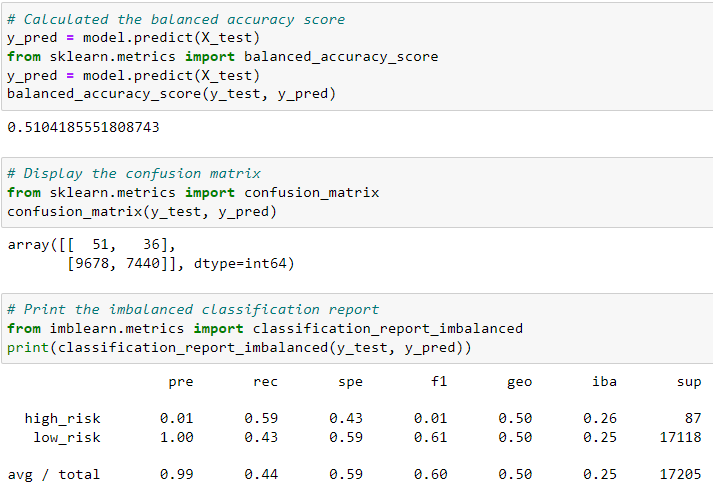 # Calculated the balanced accuracy score
y_pred = model.predict(X_test)
from sklearn.metrics import balanced_accuracy_score
y_pred = model.predict(X_test)
balanced_accuracy_score(y_test, y_pred)
0.5104185551808743
# Display the confusion matrix
from sklearn.metrics import confusion_matrix
confusion_matrix(y_test, y_pred)
array([[  51,   36],
       [9678, 7440]], dtype=int64)
# Print the imbalanced classification report
from imblearn.metrics import classification_report_imbalanced
print(classification_report_imbalanced(y_test, y_pred))
                   pre       rec       spe        f1       geo       iba       sup
  high_risk       0.01      0.59      0.43      0.01      0.50      0.26        87
   low_risk       1.00      0.43      0.59      0.61      0.50      0.25     17118
avg / total       0.99      0.44      0.59      0.60      0.50      0.25     17205